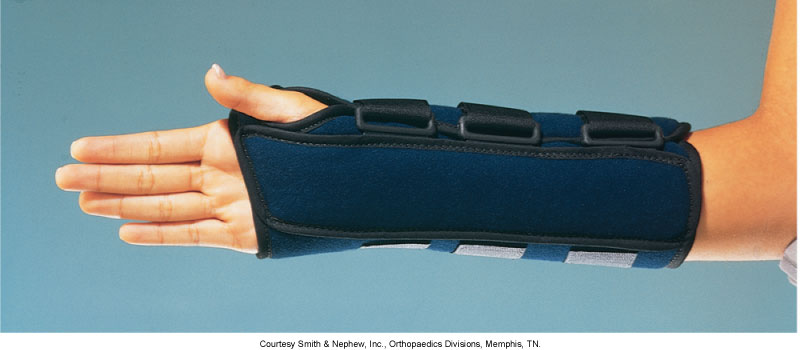 Courtesy Smith & Nephew, Inc., Orthopaedics Divisions, Memphis, TN.